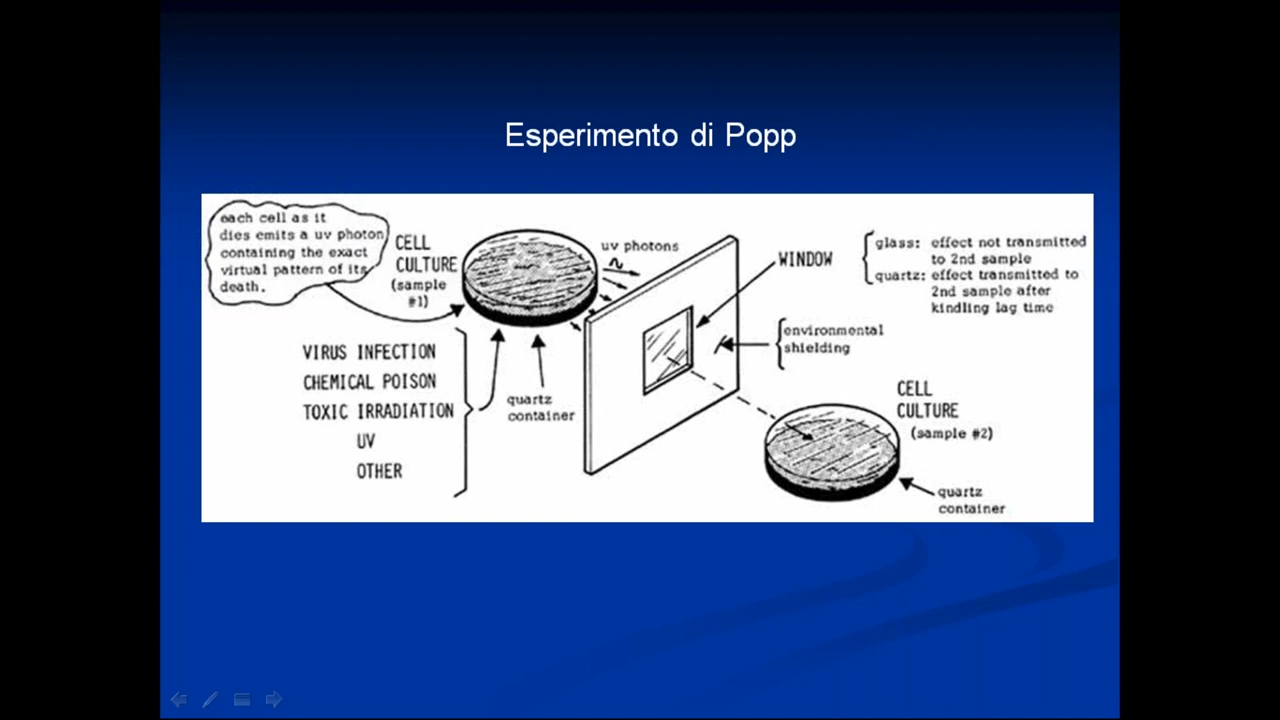 Esperimento di Popp
each cell as it
dies emits a uv photon
containing the exact
virtual pattern of its
death.
CELL
CULTURE
(sample
#1)
uv photons
WINDOW
glass: effect not transmitted
to 2nd sample
quartz: effect transmitted to
2nd sample after
kindling lag time
environmental
shielding
VIRUS INFECTION
CHEMICAL POISON
TOXIC IRRADIATION
UV
OTHER
quartz
container
CELL
CULTURE
(sample #2)
quartz
container